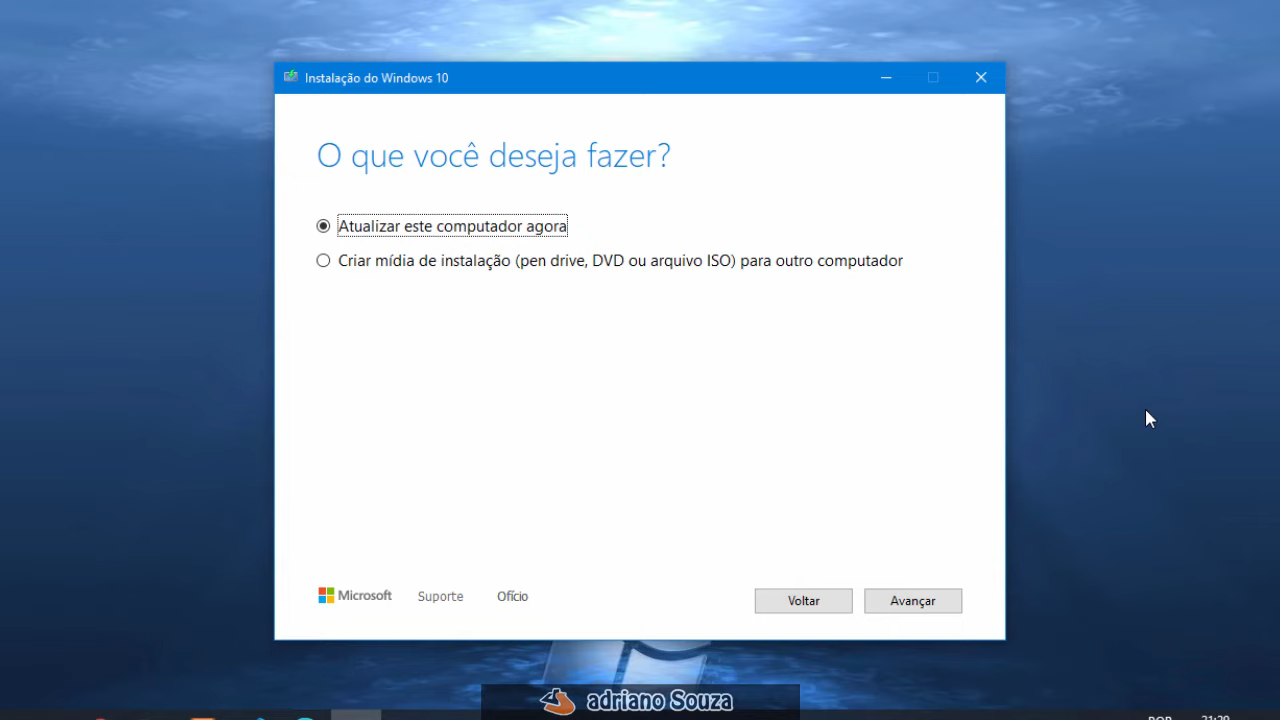 Instalação do Windows 10
O que você deseja fazer?
Atualizar este computador agora
Criar mídia de instalação (pen drive, DVD ou arquivo ISO) para outro computador
Microsoft Suporte Ofício
Voltar Avançar
adriano Souza